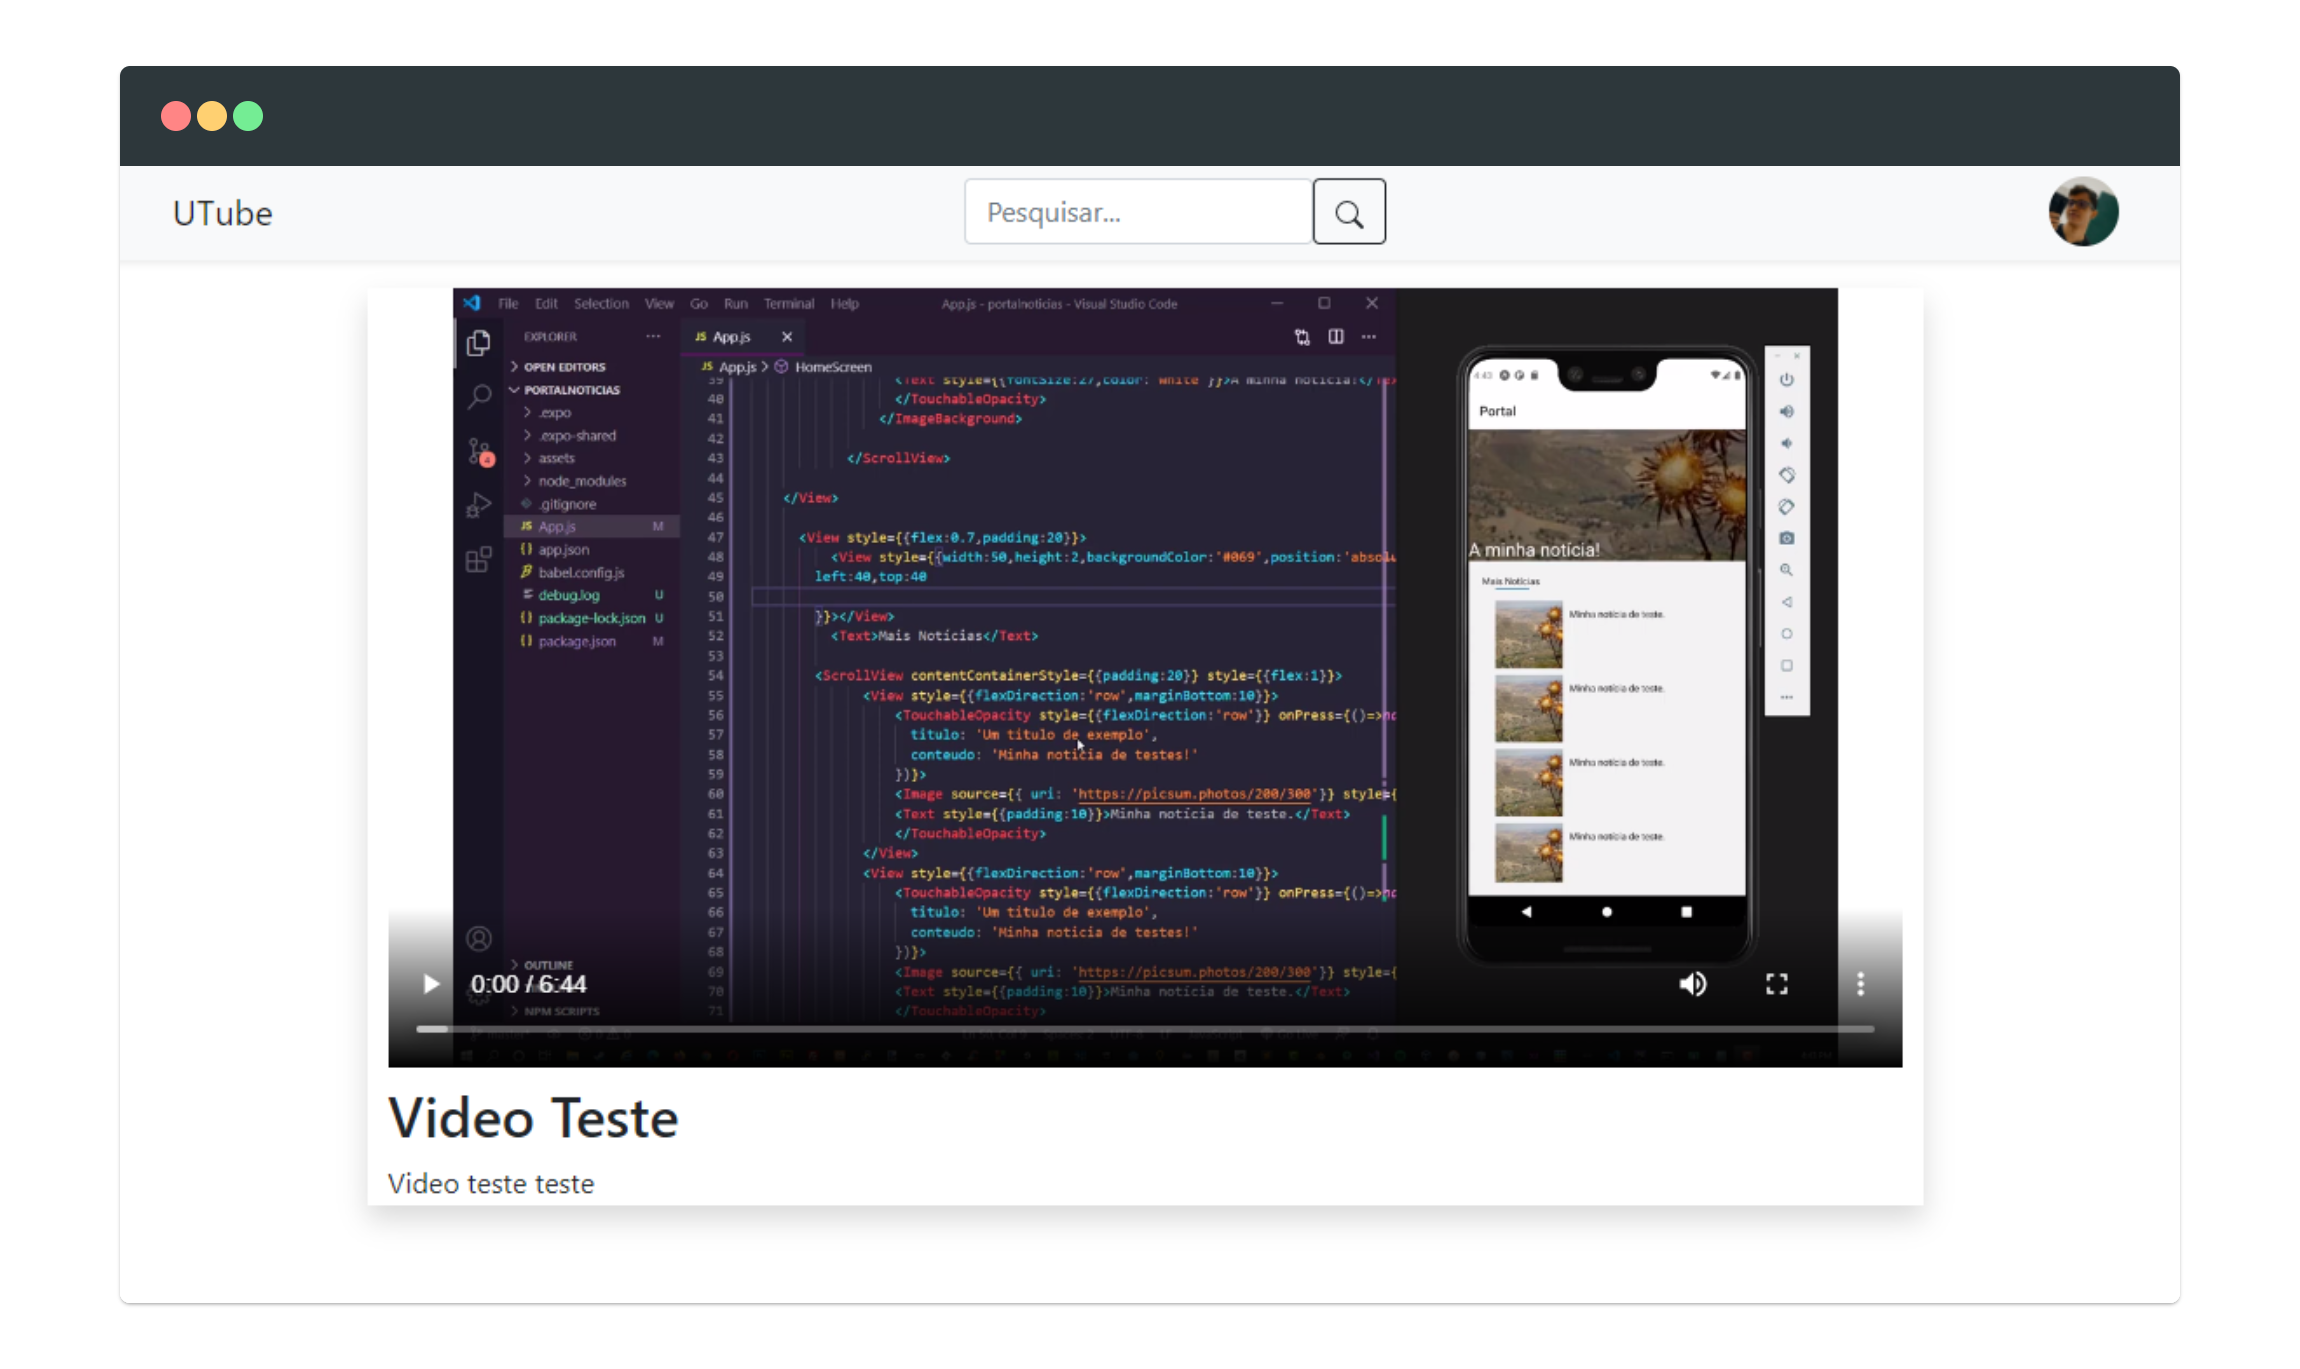 UTube
Pesquisar...
File Edit Selection View Go Run Terminal Help
App.js - portalnoticias - Visual Studio Code
EXPLORER
OPEN EDITORS
PORTALNOTICIAS
.expo
.expo-shared
assets
node_modules
.gitignore
JS App.js M
{} app.json
babel.config.js
debug.log U
{} package-lock.json U
{} package.json M
OUTLINE
NPM SCRIPTS
4
JS App.js
JS App.js > HomeScreen
39 <Text style={{fontSize:27,color:'white'}}>A minha notícia!</Tex
40 </TouchableOpacity>
41 </ImageBackground>
42
43 </ScrollView>
44
45 </View>
46
47 <View style={{flex:0.7,padding:20}}>
48 <View style={{width:50,height:2,backgroundColor:'#069',position:'absolu
49 left:40,top:40
50
51 }}></View>
52 <Text>Mais Notícias</Text>
53
54 <ScrollView contentContainerStyle={{padding:20}} style={{flex:1}}>
55 <View style={{flexDirection:'row',marginBottom:10}}>
56 <TouchableOpacity style={{flexDirection:'row'}} onPress={()=>na
57 titulo: 'Um titulo de exemplo',
58 conteudo: 'Minha notícia de testes!'
59 })}>
60 <Image source={{ uri: 'https://picsum.photos/200/300'}} style={
61 <Text style={{padding:10}}>Minha notícia de teste.</Text>
62 </TouchableOpacity>
63 </View>
64 <View style={{flexDirection:'row',marginBottom:10}}>
65 <TouchableOpacity style={{flexDirection:'row'}} onPress={()=>na
66 titulo: 'Um titulo de exemplo',
67 conteudo: 'Minha notícia de testes!'
68 })}>
69 <Image source={{ uri: 'https://picsum.photos/200/300'}} style={
70 <Text style={{padding:10}}>Minha notícia de teste.</Text>
71 </TouchableOpacity>
4:43
Portal
A minha notícia!
Mais Notícias
Minha notícia de teste.
Minha notícia de teste.
Minha notícia de teste.
Minha notícia de teste.
0:00 / 6:44
Video Teste
Video teste teste